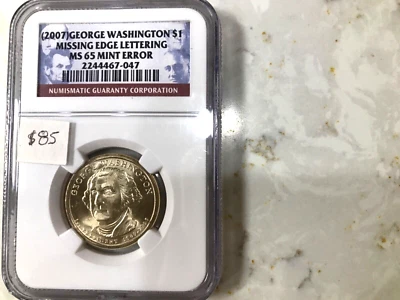 (2007)GEORGE WASHINGTON $1
MISSING EDGE LETTERING
MS 65 MINT ERROR
2244467-047
NUMISMATIC GUARANTY CORPORATION
$85
GEORGE WASHINGTON